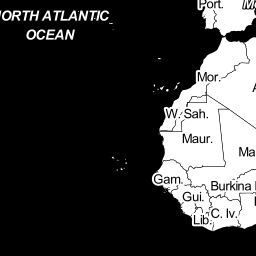 Port.
NORTH ATLANTIC
OCEAN
Mor.
W. Sah.
Maur.
Gam.
Burkina
Gui.
C. Iv.
Lib.